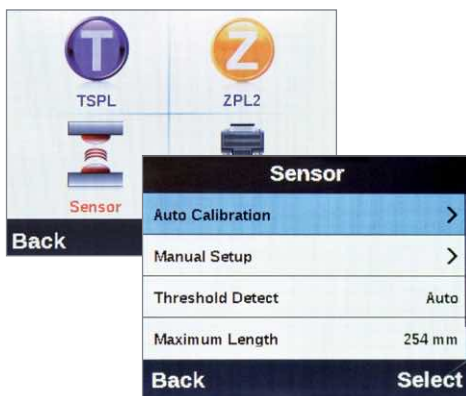 T Z
TSPL ZPL2
Sensor
Back
Sensor
Auto Calibration >
Manual Setup >
Threshold Detect Auto
Maximum Length 254 mm
Back Select